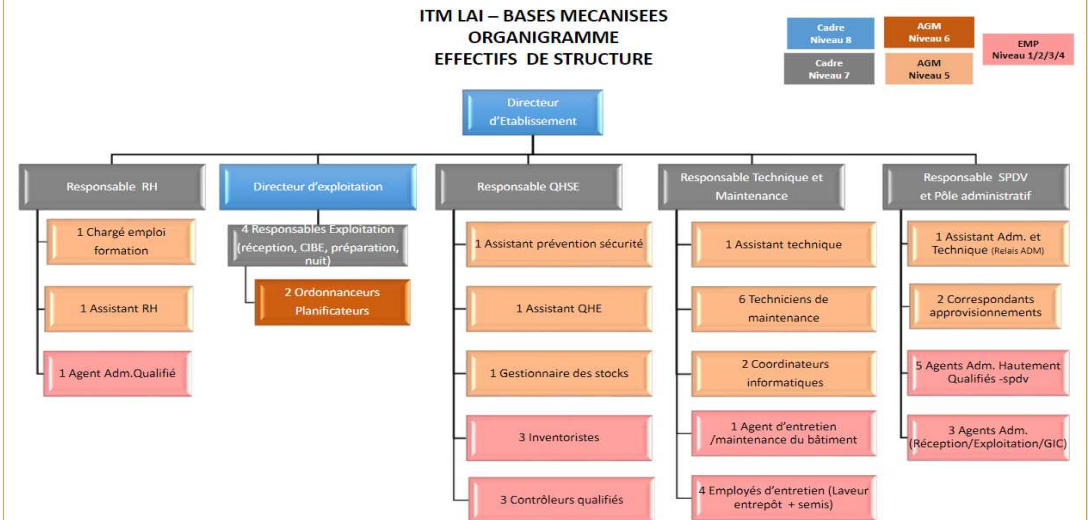 ITM LAI – BASES MECANISEES
ORGANIGRAMME
EFFECTIFS DE STRUCTURE
Cadre
Niveau 8
AGM
Niveau 6
EMP
Niveau 1/2/3/4
Cadre
Niveau 7
AGM
Niveau 5
Directeur
d'Etablissement
Responsable RH
1 Chargé emploi
formation
1 Assistant RH
1 Agent Adm.Qualifié
Directeur d'exploitation
4 Responsables Exploitation
(réception, CIBE, préparation,
nuit)
2 Ordonnanceurs
Planificateurs
Responsable QHSE
1 Assistant prévention sécurité
1 Assistant QHE
1 Gestionnaire des stocks
3 Inventoristes
3 Contrôleurs qualifiés
Responsable Technique et
Maintenance
1 Assistant technique
6 Techniciens de
maintenance
2 Coordinateurs
informatiques
1 Agent d'entretien
/maintenance du bâtiment
4 Employés d'entretien (Laveur
entrepôt + semis)
Responsable SPDV
et Pôle administratif
1 Assistant Adm. et
Technique (Relais ADM)
2 Correspondants
approvisionnements
5 Agents Adm. Hautement
Qualifiés -spdv
3 Agents Adm.
(Réception/Exploitation/GIC)